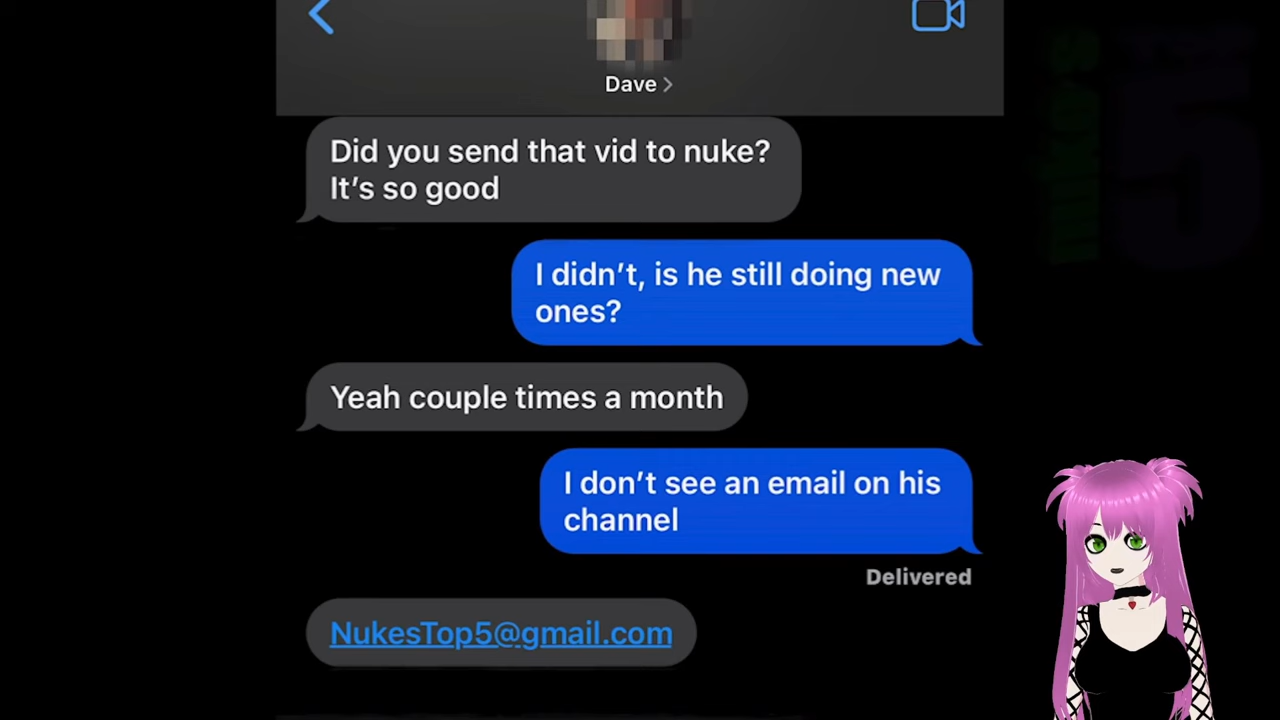 Dave
Did you send that vid to nuke?
It's so good
I didn't, is he still doing new
ones?
Yeah couple times a month
I don't see an email on his
channel
Delivered
NukesTop5@gmail.com